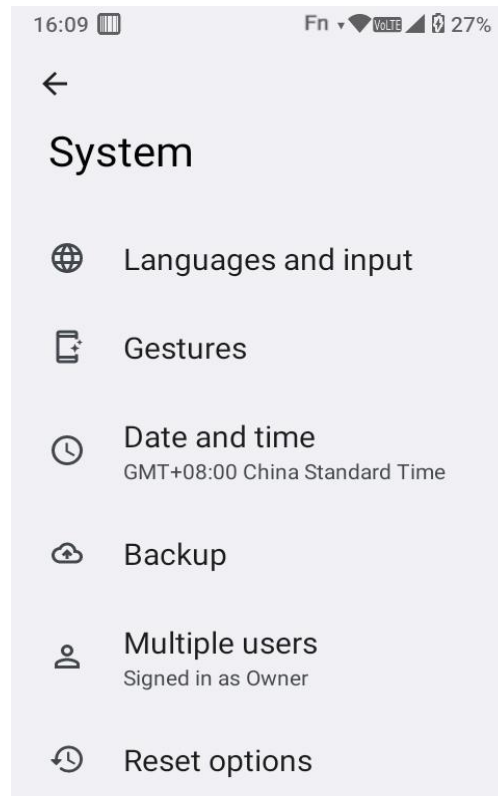 16:09 Fn VoLTE 27%
System
Languages and input
Gestures
Date and time
GMT+08:00 China Standard Time
Backup
Multiple users
Signed in as Owner
Reset options